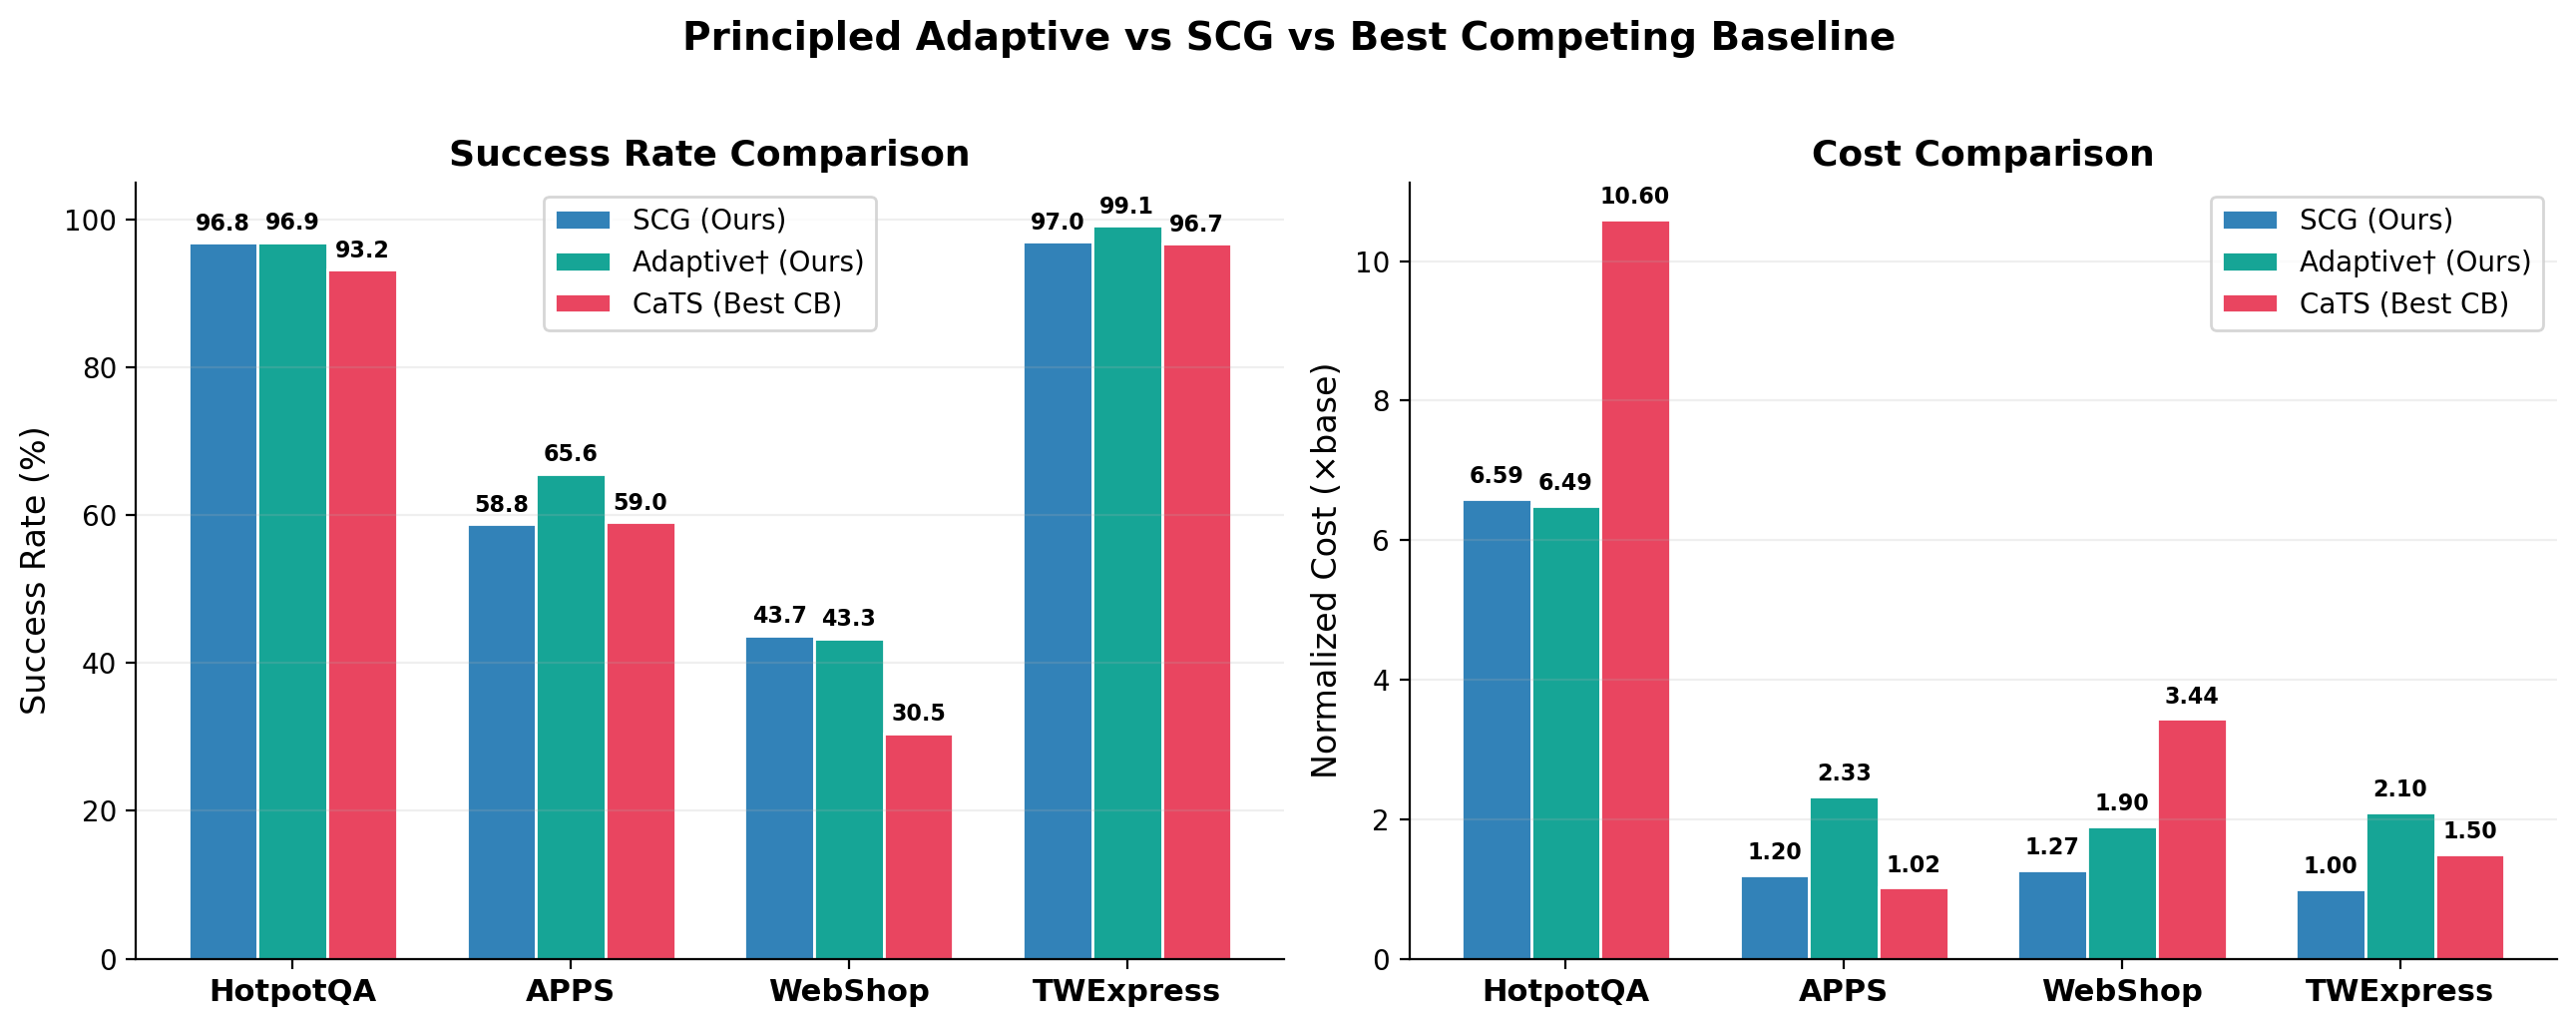 Principled Adaptive vs SCG vs Best Competing Baseline
Success Rate Comparison
Success Rate (%)
100
80
60
40
20
0
SCG (Ours)
Adaptive† (Ours)
CaTS (Best CB)
96.8 96.9 93.2
58.8 65.6 59.0
43.7 43.3 30.5
97.0 99.1 96.7
HotpotQA APPS WebShop TWExpress
Cost Comparison
Normalized Cost (×base)
10
8
6
4
2
0
SCG (Ours)
Adaptive† (Ours)
CaTS (Best CB)
6.59 6.49 10.60
1.20 2.33 1.02
1.27 1.90 3.44
1.00 2.10 1.50
HotpotQA APPS WebShop TWExpress